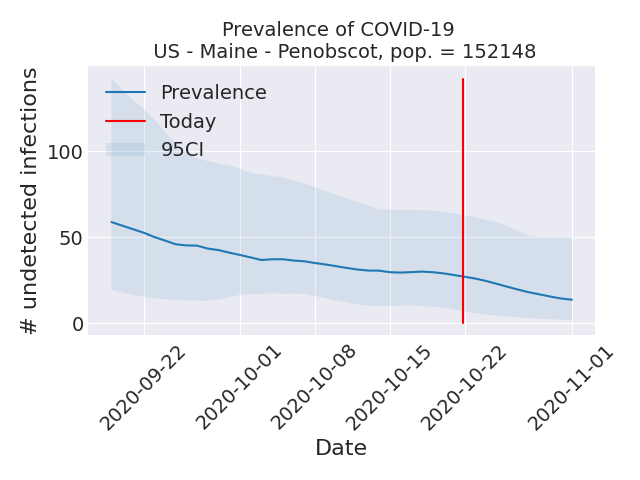 Prevalence of COVID-19
US - Maine - Penobscot, pop. = 152148
# undetected infections
100
50
0
Prevalence
Today
95CI
2020-09-22
2020-10-01
2020-10-08
2020-10-15
2020-10-22
2020-11-01
Date